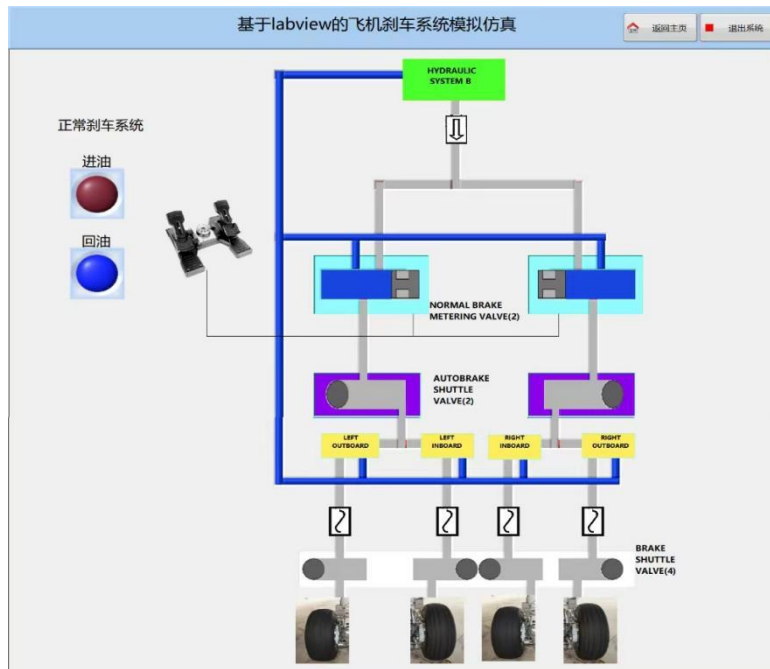 基于labview的飞机刹车系统模拟仿真
返回主页
退出系统
HYDRAULIC
SYSTEM B
正常刹车系统
进油
回油
NORMAL BRAKE
METERING VALVE(2)
AUTOBRAKE
SHUTTLE
VALVE(2)
LEFT
OUTBOARD
LEFT
INBOARD
RIGHT
INBOARD
RIGHT
OUTBOARD
BRAKE
SHUTTLE
VALVE(4)